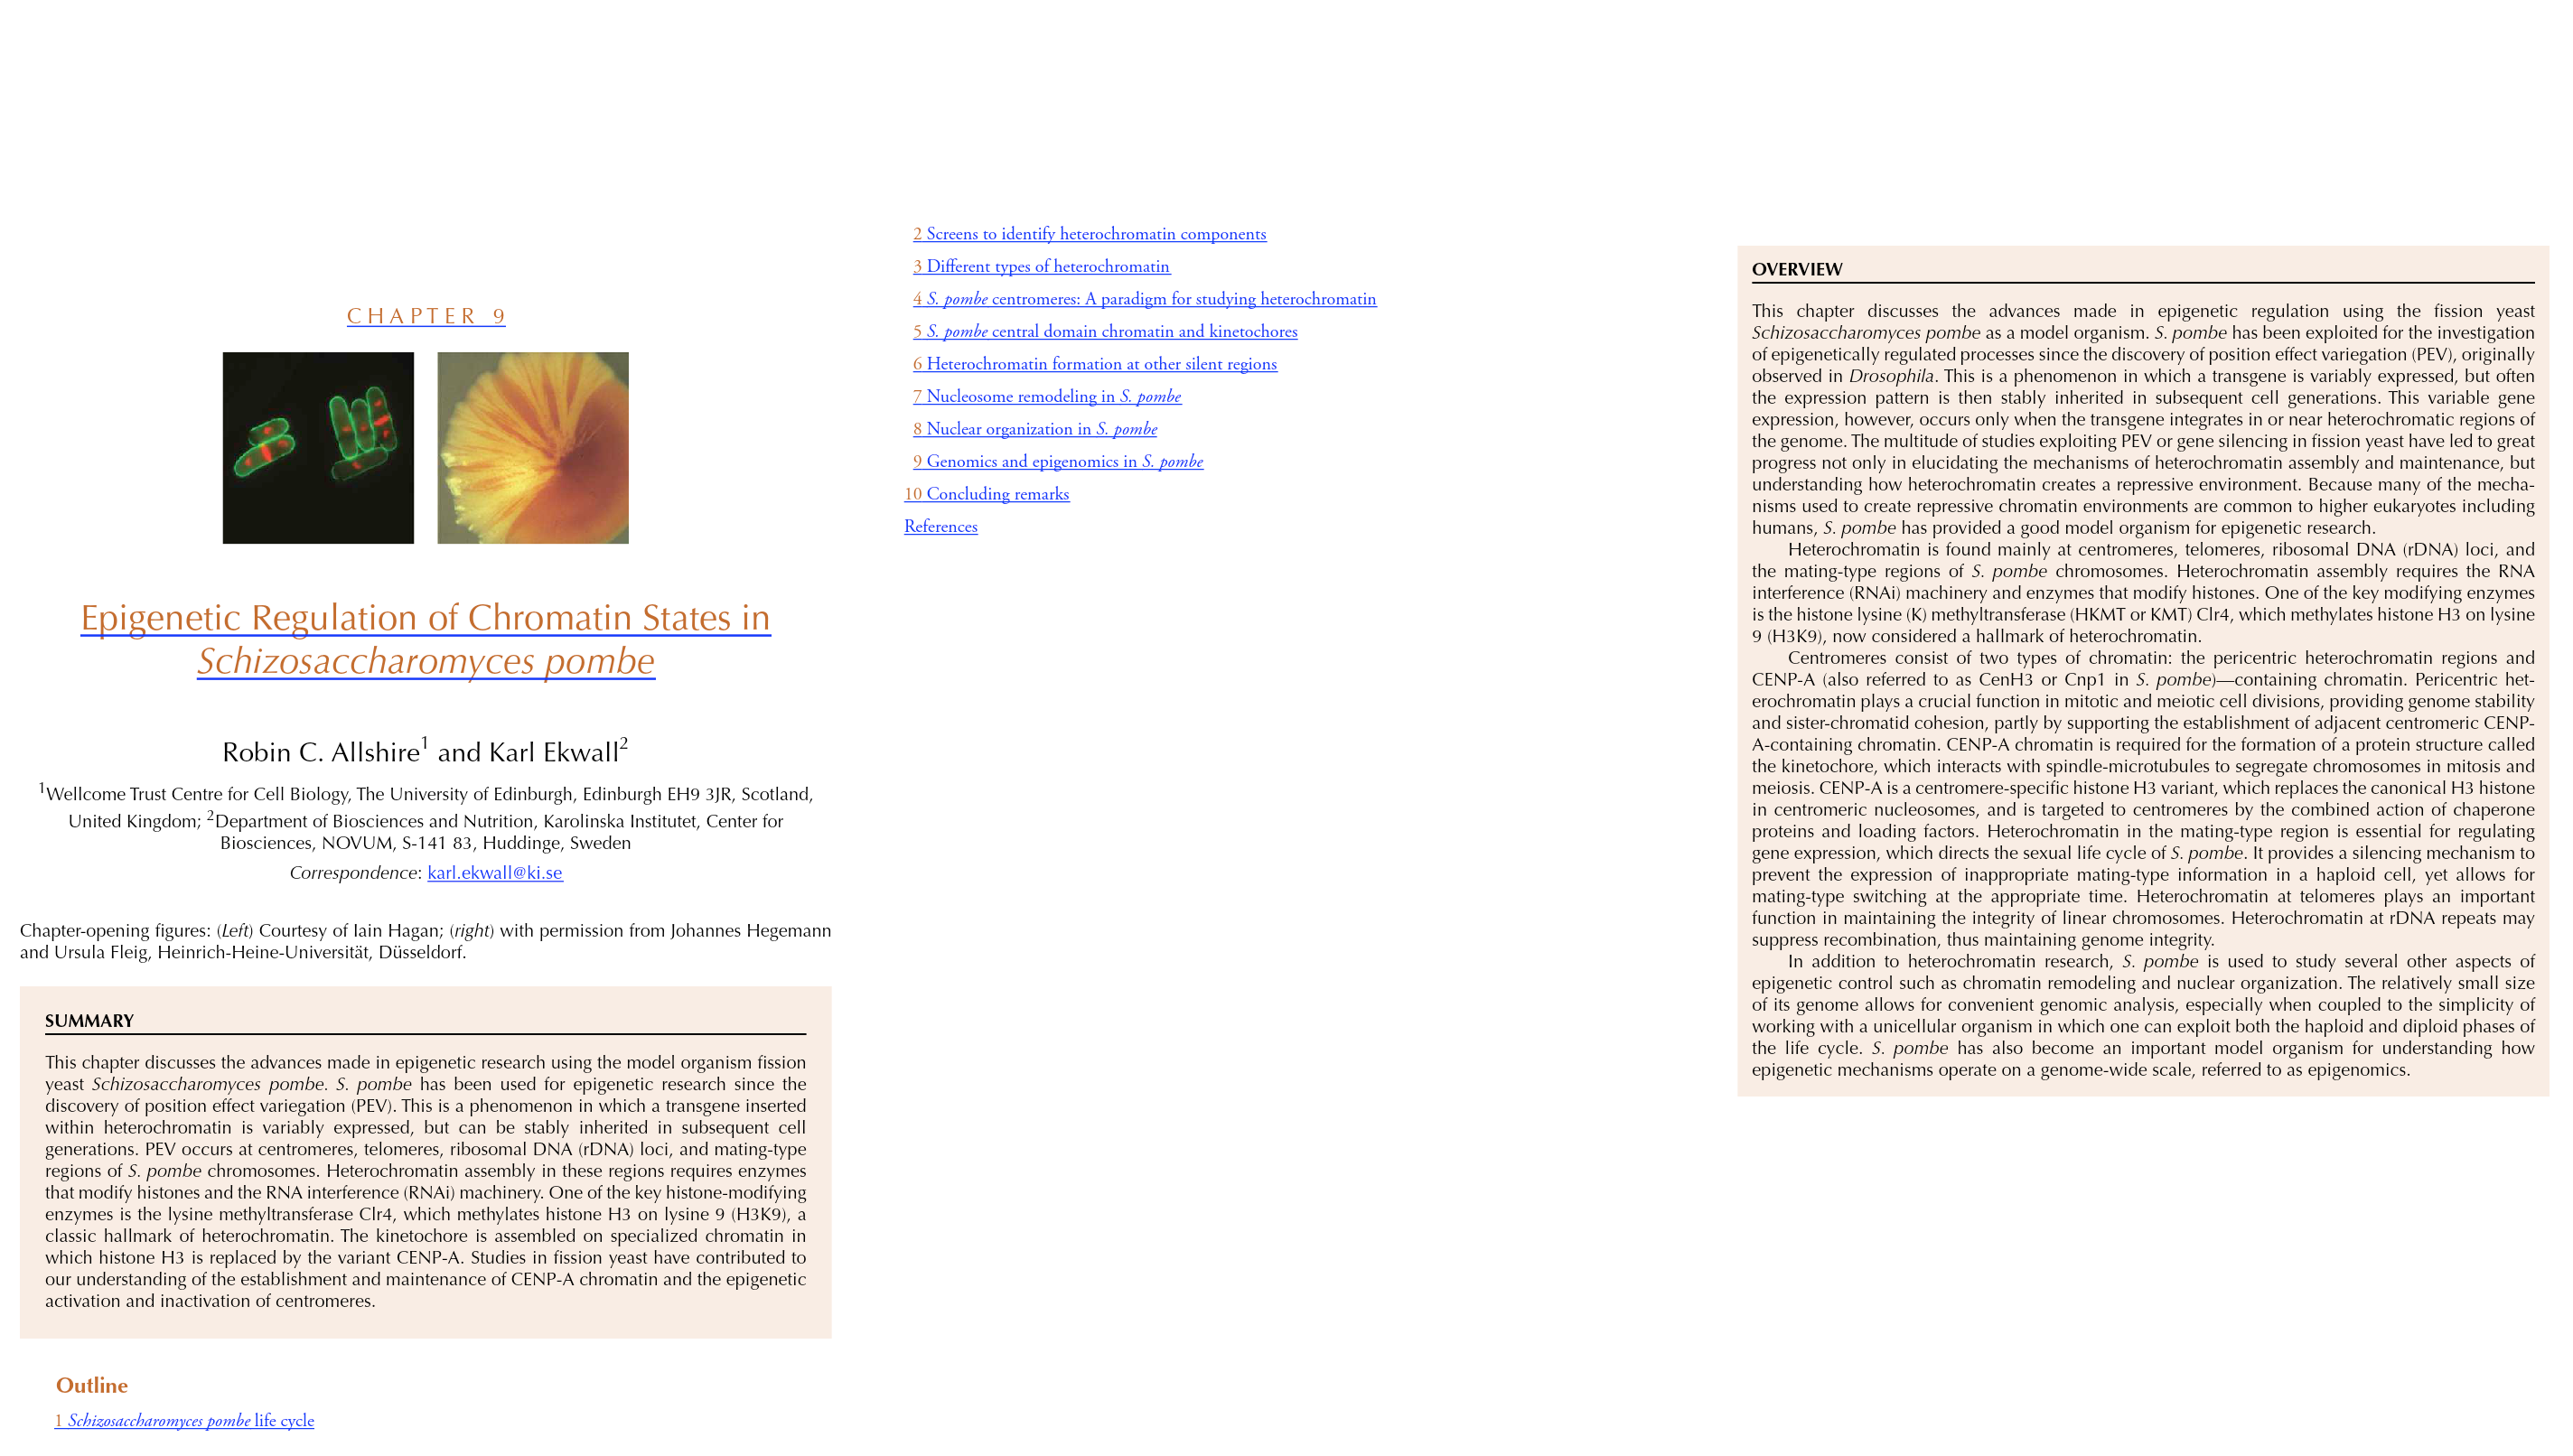 CHAPTER 9
Epigenetic Regulation of Chromatin States in
Schizosaccharomyces pombe
Robin C. Allshire1 and Karl Ekwall2
1Wellcome Trust Centre for Cell Biology, The University of Edinburgh, Edinburgh EH9 3JR, Scotland,
United Kingdom; 2Department of Biosciences and Nutrition, Karolinska Institutet, Center for
Biosciences, NOVUM, S-141 83, Huddinge, Sweden
Correspondence: karl.ekwall@ki.se
Chapter-opening figures: (Left) Courtesy of Iain Hagan; (right) with permission from Johannes Hegemann
and Ursula Fleig, Heinrich-Heine-Universität, Düsseldorf.
SUMMARY
This chapter discusses the advances made in epigenetic research using the model organism fission
yeast Schizosaccharomyces pombe. S. pombe has been used for epigenetic research since the
discovery of position effect variegation (PEV). This is a phenomenon in which a transgene inserted
within heterochromatin is variably expressed, but can be stably inherited in subsequent cell
generations. PEV occurs at centromeres, telomeres, ribosomal DNA (rDNA) loci, and mating-type
regions of S. pombe chromosomes. Heterochromatin assembly in these regions requires enzymes
that modify histones and the RNA interference (RNAi) machinery. One of the key histone-modifying
enzymes is the lysine methyltransferase Clr4, which methylates histone H3 on lysine 9 (H3K9), a
classic hallmark of heterochromatin. The kinetochore is assembled on specialized chromatin in
which histone H3 is replaced by the variant CENP-A. Studies in fission yeast have contributed to
our understanding of the establishment and maintenance of CENP-A chromatin and the epigenetic
activation and inactivation of centromeres.
Outline
1 Schizosaccharomyces pombe life cycle
2 Screens to identify heterochromatin components
3 Different types of heterochromatin
4 S. pombe centromeres: A paradigm for studying heterochromatin
5 S. pombe central domain chromatin and kinetochores
6 Heterochromatin formation at other silent regions
7 Nucleosome remodeling in S. pombe
8 Nuclear organization in S. pombe
9 Genomics and epigenomics in S. pombe
10 Concluding remarks
References
OVERVIEW
This chapter discusses the advances made in epigenetic regulation using the fission yeast
Schizosaccharomyces pombe as a model organism. S. pombe has been exploited for the investigation
of epigenetically regulated processes since the discovery of position effect variegation (PEV), originally
observed in Drosophila. This is a phenomenon in which a transgene is variably expressed, but often
the expression pattern is then stably inherited in subsequent cell generations. This variable gene
expression, however, occurs only when the transgene integrates in or near heterochromatic regions of
the genome. The multitude of studies exploiting PEV or gene silencing in fission yeast have led to great
progress not only in elucidating the mechanisms of heterochromatin assembly and maintenance, but
understanding how heterochromatin creates a repressive environment. Because many of the mecha-
nisms used to create repressive chromatin environments are common to higher eukaryotes including
humans, S. pombe has provided a good model organism for epigenetic research.
Heterochromatin is found mainly at centromeres, telomeres, ribosomal DNA (rDNA) loci, and
the mating-type regions of S. pombe chromosomes. Heterochromatin assembly requires the RNA
interference (RNAi) machinery and enzymes that modify histones. One of the key modifying enzymes
is the histone lysine (K) methyltransferase (HKMT or KMT) Clr4, which methylates histone H3 on lysine
9 (H3K9), now considered a hallmark of heterochromatin.
Centromeres consist of two types of chromatin: the pericentric heterochromatin regions and
CENP-A (also referred to as CenH3 or Cnp1 in S. pombe)—containing chromatin. Pericentric het-
erochromatin plays a crucial function in mitotic and meiotic cell divisions, providing genome stability
and sister-chromatid cohesion, partly by supporting the establishment of adjacent centromeric CENP-
A-containing chromatin. CENP-A chromatin is required for the formation of a protein structure called
the kinetochore, which interacts with spindle-microtubules to segregate chromosomes in mitosis and
meiosis. CENP-A is a centromere-specific histone H3 variant, which replaces the canonical H3 histone
in centromeric nucleosomes, and is targeted to centromeres by the combined action of chaperone
proteins and loading factors. Heterochromatin in the mating-type region is essential for regulating
gene expression, which directs the sexual life cycle of S. pombe. It provides a silencing mechanism to
prevent the expression of inappropriate mating-type information in a haploid cell, yet allows for
mating-type switching at the appropriate time. Heterochromatin at telomeres plays an important
function in maintaining the integrity of linear chromosomes. Heterochromatin at rDNA repeats may
suppress recombination, thus maintaining genome integrity.
In addition to heterochromatin research, S. pombe is used to study several other aspects of
epigenetic control such as chromatin remodeling and nuclear organization. The relatively small size
of its genome allows for convenient genomic analysis, especially when coupled to the simplicity of
working with a unicellular organism in which one can exploit both the haploid and diploid phases of
the life cycle. S. pombe has also become an important model organism for understanding how
epigenetic mechanisms operate on a genome-wide scale, referred to as epigenomics.